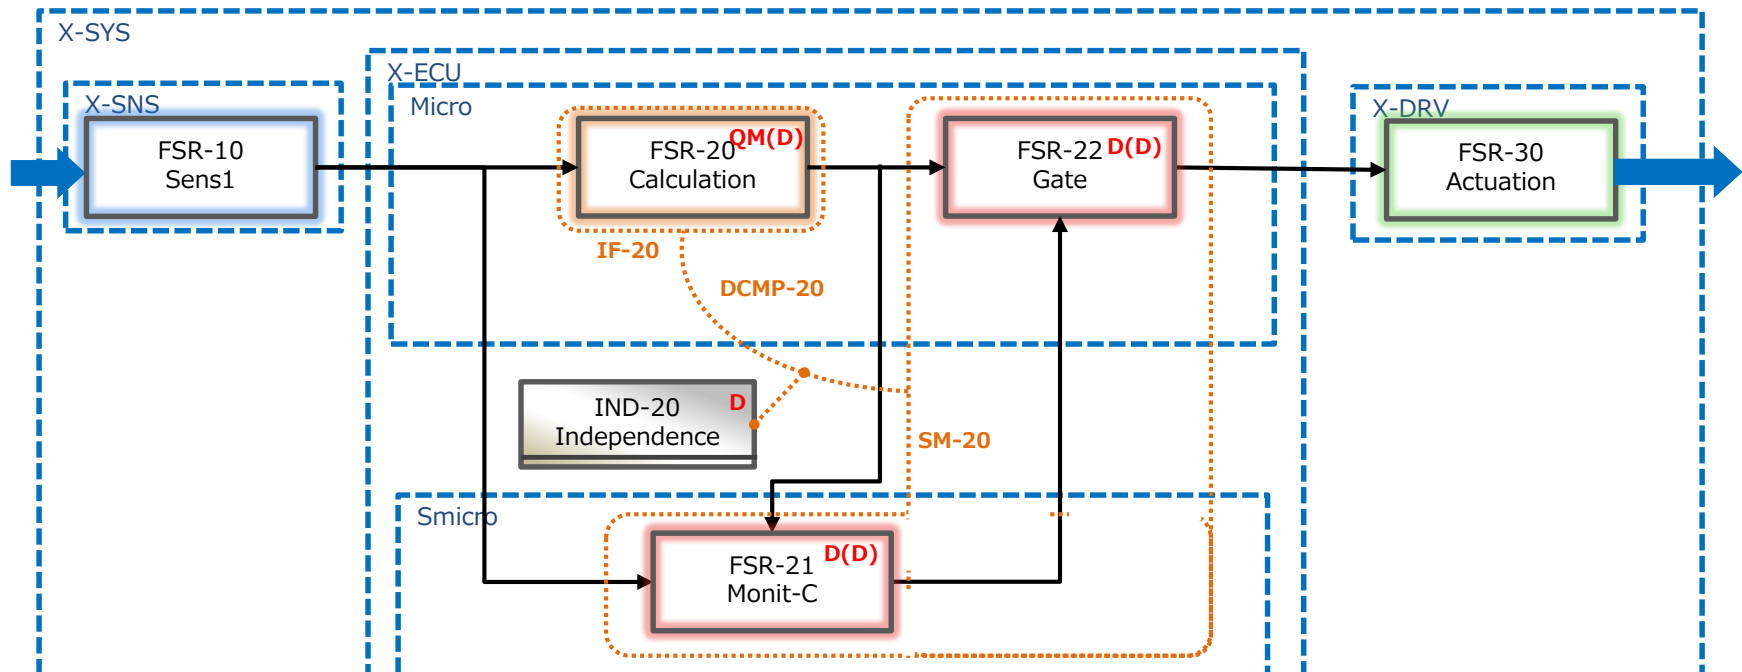 X-SYS
X-SNS
FSR-10
Sens1
X-ECU
Micro
FSR-20
QM(D)
Calculation
IF-20
DCMP-20
FSR-22
D(D)
Gate
X-DRV
FSR-30
Actuation
IND-20
D
Independence
SM-20
Smicro
FSR-21
D(D)
Monit-C